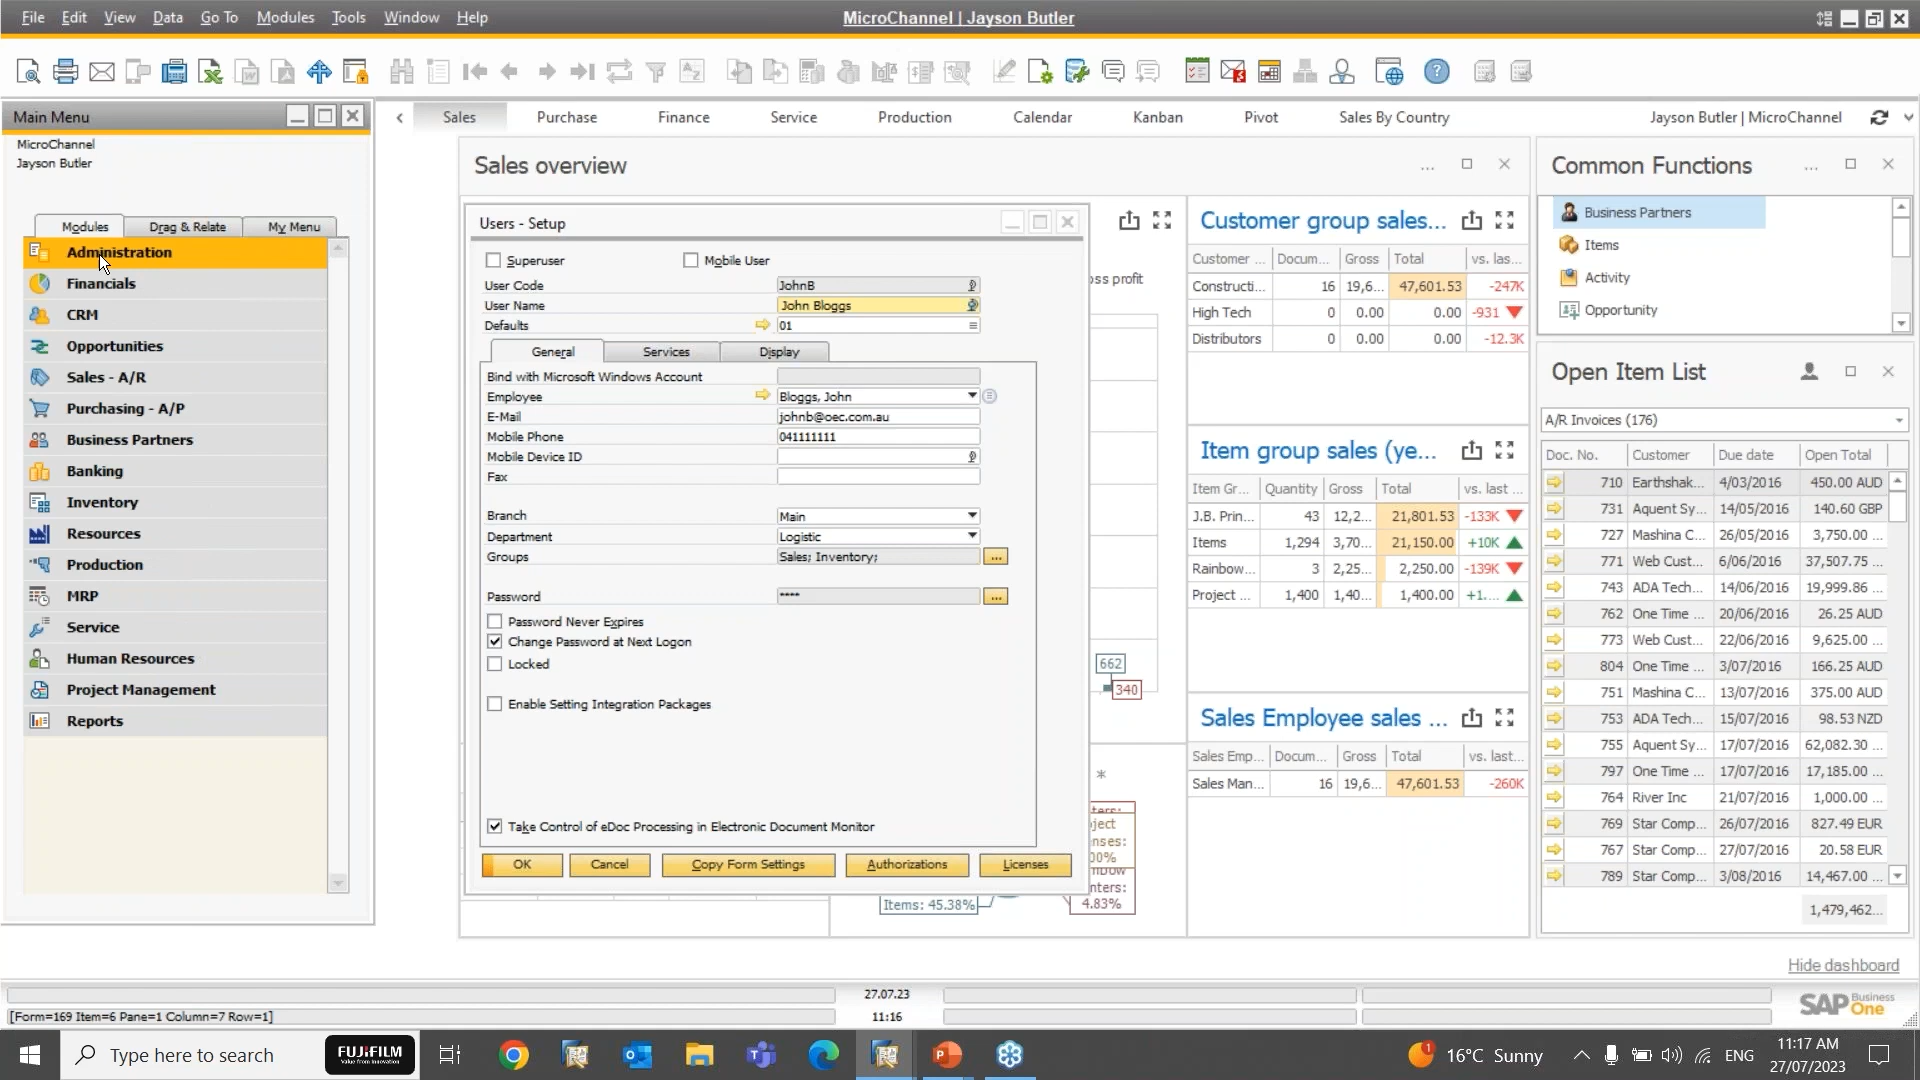 File Edit View Data Go To Modules Tools Window Help
MicroChannel | Jayson Butler
Main Menu
MicroChannel
Jayson Butler
Modules Drag & Relate My Menu
Administration
Financials
CRM
Opportunities
Sales - A/R
Purchasing - A/P
Business Partners
Banking
Inventory
Resources
Production
MRP
Service
Human Resources
Project Management
Reports
Sales Purchase Finance Service Production Calendar Kanban Pivot Sales By Country
Jayson Butler | MicroChannel
Sales overview
Users - Setup
Superuser Mobile User
User Code JohnB
User Name John Bloggs
Defaults 01
General Services Display
Bind with Microsoft Windows Account
Employee Bloggs, John
E-Mail johnb@oec.com.au
Mobile Phone 041111111
Mobile Device ID
Fax
Branch Main
Department Logistic
Groups Sales; Inventory; ...
Password **** ...
Password Never Expires
Change Password at Next Logon
Locked
Enable Setting Integration Packages
Take Control of eDoc Processing in Electronic Document Monitor
OK Cancel Copy Form Settings Authorizations Licenses
662
340
Items: 45.38%
4.83%
Customer group sales...
Customer ... Docum... Gross Total vs. las...
Constructi... 16 19,6... 47,601.53 -247K
High Tech 0 0.00 0.00 -931
Distributors 0 0.00 0.00 -12.3K
Item group sales (ye...
Item Gr... Quantity Gross Total vs. last ...
J.B. Prin... 43 12,2... 21,801.53 -133K
Items 1,294 3,70... 21,150.00 +10K
Rainbow... 3 2,25... 2,250.00 -139K
Project ... 1,400 1,40... 1,400.00 +1....
Sales Employee sales ...
Sales Emp... Docum... Gross Total vs. last...
Sales Man... 16 19,6... 47,601.53 -260K
Common Functions
Business Partners
Items
Activity
Opportunity
Open Item List
A/R Invoices (176)
Doc. No. Customer Due date Open Total
710 Earthshak... 4/03/2016 450.00 AUD
731 Aquent Sy... 14/05/2016 140.60 GBP
727 Mashina C... 26/05/2016 3,750.00 ...
771 Web Cust... 6/06/2016 37,507.75 ...
743 ADA Tech... 14/06/2016 19,999.86 ...
762 One Time ... 20/06/2016 26.25 AUD
773 Web Cust... 22/06/2016 9,625.00 ...
804 One Time ... 3/07/2016 166.25 AUD
751 Mashina C... 13/07/2016 375.00 AUD
753 ADA Tech... 15/07/2016 98.53 NZD
755 Aquent Sy... 17/07/2016 62,082.30 ...
797 One Time ... 17/07/2016 17,185.00 ...
764 River Inc 21/07/2016 1,000.00 ...
769 Star Comp... 26/07/2016 827.49 EUR
767 Star Comp... 27/07/2016 20.58 EUR
789 Star Comp... 3/08/2016 14,467.00 ...
1,479,462...
Hide dashboard
27.07.23
[Form=169 Item=6 Pane=1 Column=7 Row=1] 11:16
SAP Business One
Type here to search
FUJIFILM
Value from Innovation
16°C Sunny
ENG
11:17 AM
27/07/2023